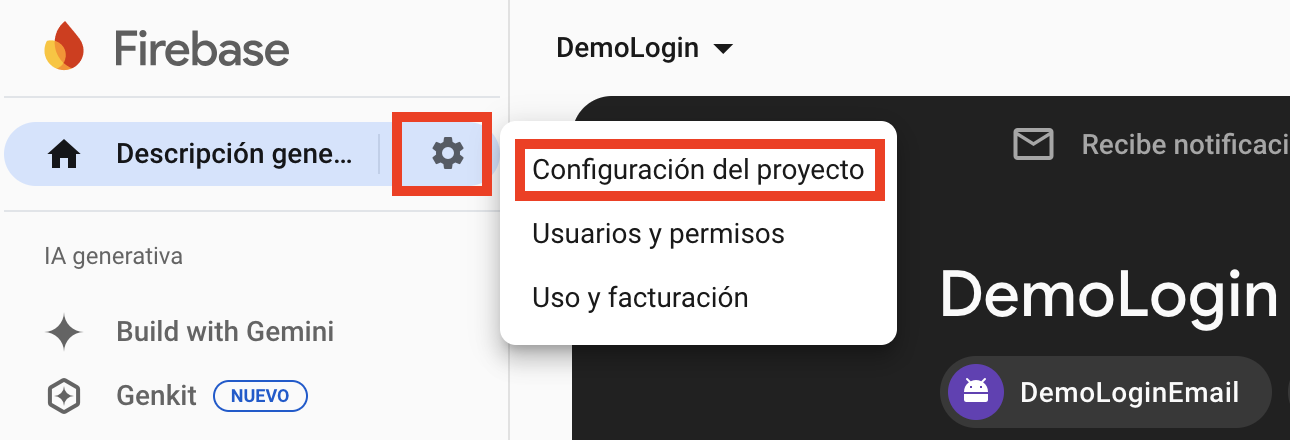 Firebase
DemoLogin
Descripción gene...
Configuración del proyecto
Usuarios y permisos
Uso y facturación
Recibe notificaci
IA generativa
Build with Gemini
Genkit NUEVO
DemoLogin
DemoLoginEmail